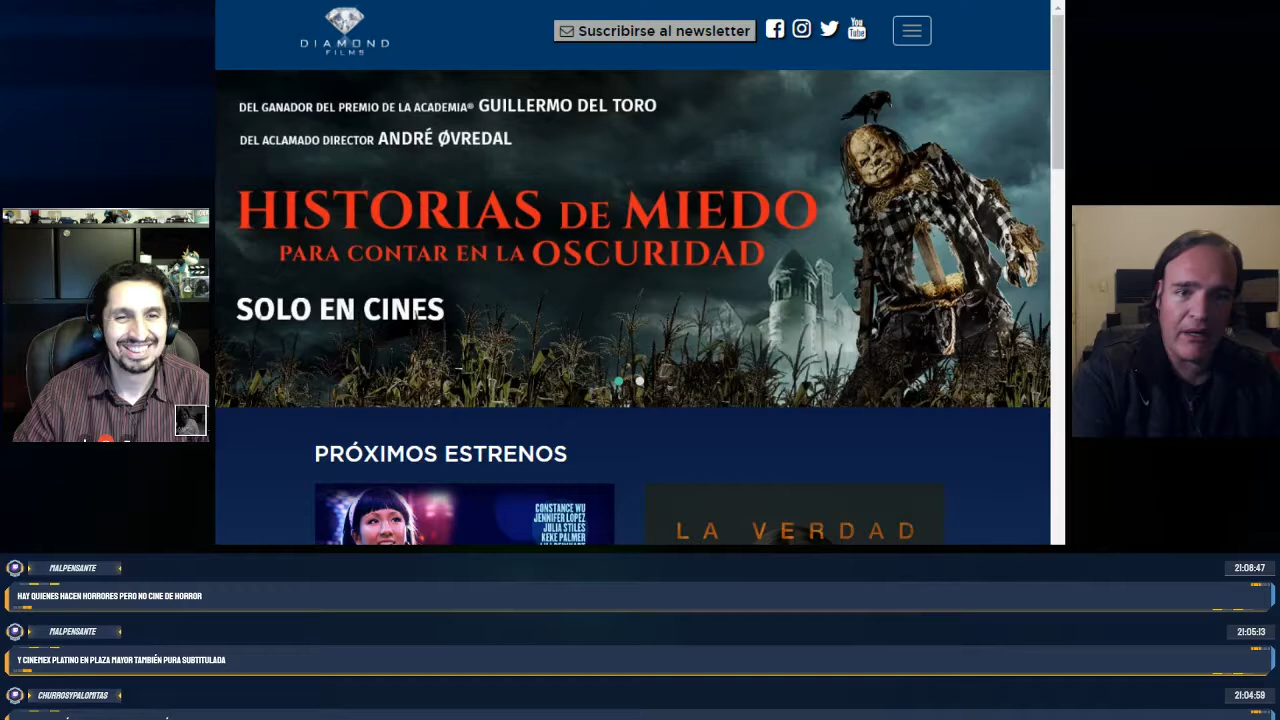 DIAMOND
FILMS
Suscribirse al newsletter
You
Tube
DEL GANADOR DEL PREMIO DE LA ACADEMIA® GUILLERMO DEL TORO
DEL ACLAMADO DIRECTOR ANDRÉ ØVREDAL
HISTORIAS DE MIEDO
PARA CONTAR EN LA OSCURIDAD
SOLO EN CINES
PRÓXIMOS ESTRENOS
CONSTANCE WU
JENNIFER LOPEZ
JULIA STILES
KEKE PALMER
LA VERDAD
MALPENSANTE
21:08:47
HAY QUIENES HACEN HORRORES PERO NO CINE DE HORROR
MALPENSANTE
21:05:13
Y CINEMEX PLATINO EN PLAZA MAYOR TAMBIÉN PURA SUBTITULADA
CHURROSYPALOMITAS
21:04:59